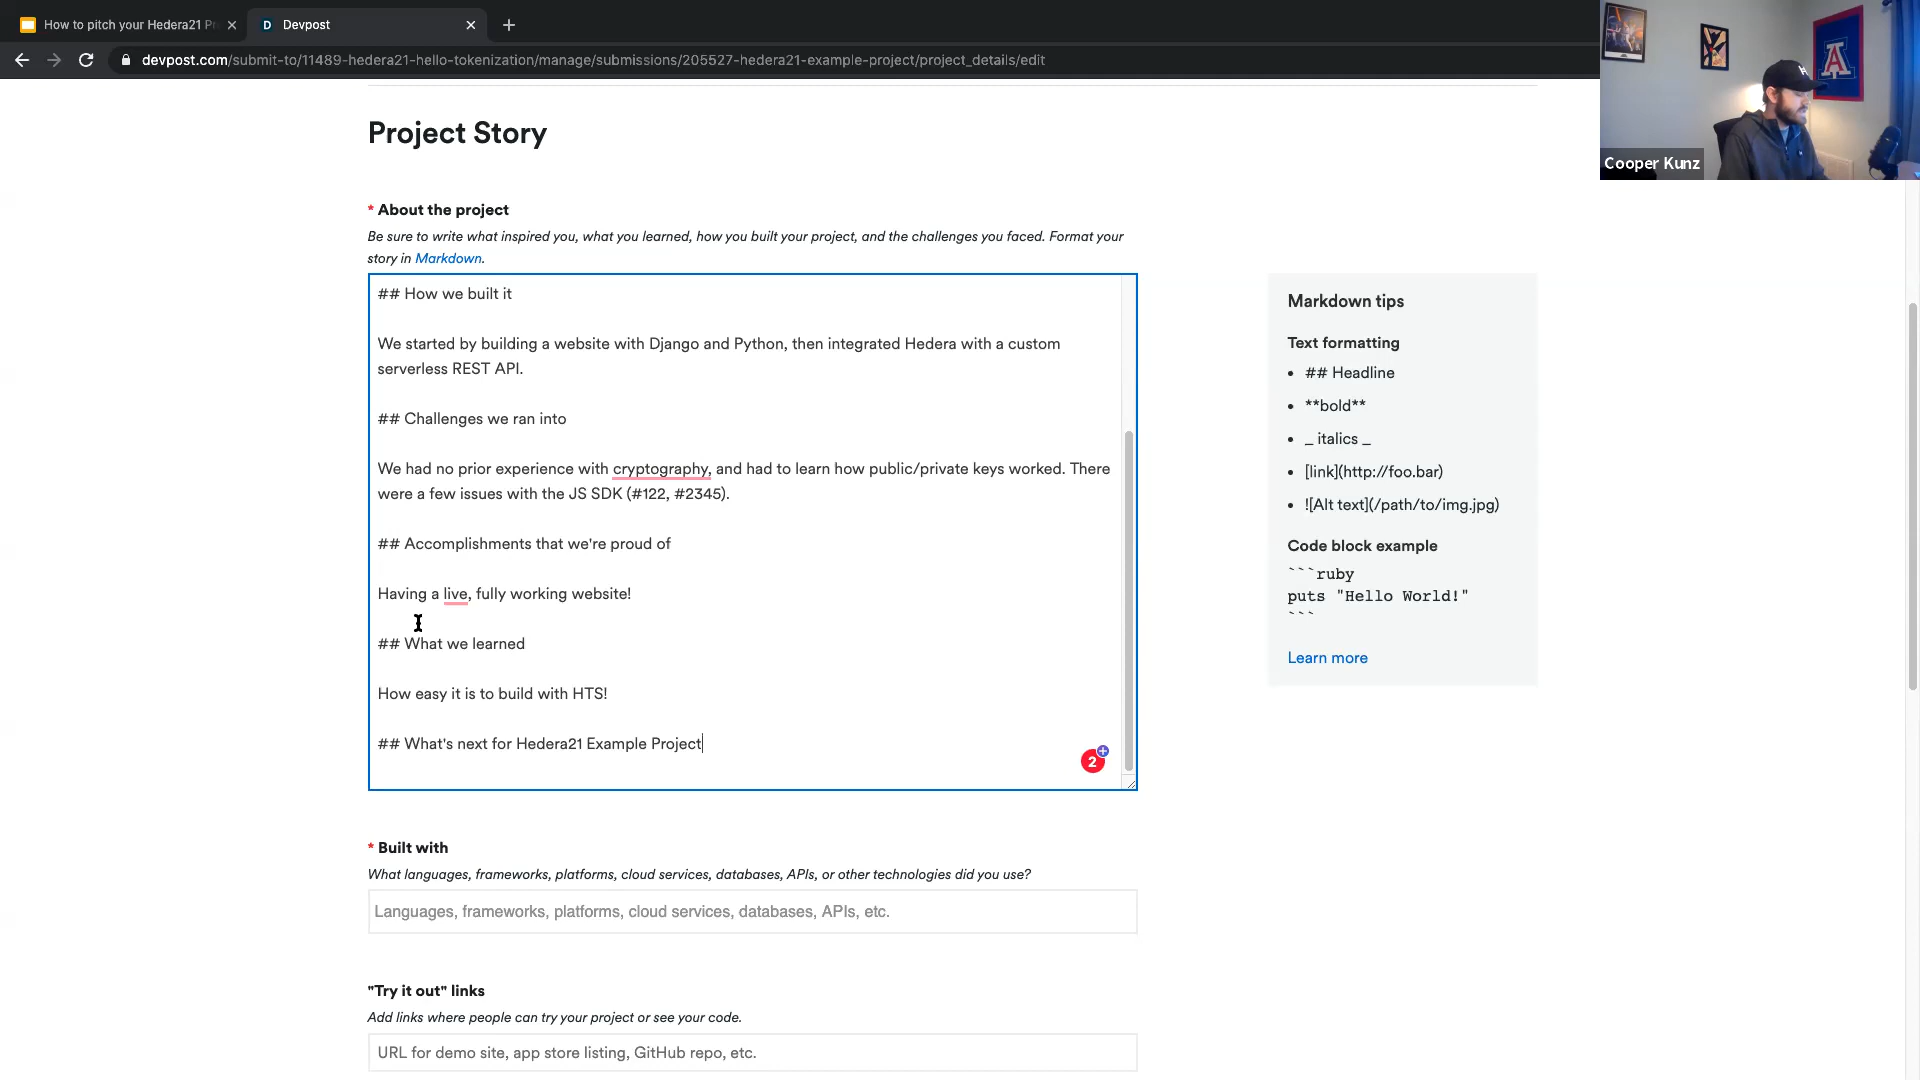 How to pitch your Hedera21 Pr
Devpost
devpost.com/submit-to/11489-hedera21-hello-tokenization/manage/submissions/205527-hedera21-example-project/project_details/edit
Cooper Kunz
Project Story
* About the project
Be sure to write what inspired you, what you learned, how you built your project, and the challenges you faced. Format your
story in Markdown.
## How we built it
We started by building a website with Django and Python, then integrated Hedera with a custom
serverless REST API.
## Challenges we ran into
We had no prior experience with cryptography, and had to learn how public/private keys worked. There
were a few issues with the JS SDK (#122, #2345).
## Accomplishments that we're proud of
Having a live, fully working website!
## What we learned
How easy it is to build with HTS!
## What's next for Hedera21 Example Project
2
Markdown tips
Text formatting
• ## Headline
• **bold**
• _ italics _
• [link](http://foo.bar)
• ![Alt text](/path/to/img.jpg)
Code block example
```ruby
puts "Hello World!"
```
Learn more
* Built with
What languages, frameworks, platforms, cloud services, databases, APIs, or other technologies did you use?
Languages, frameworks, platforms, cloud services, databases, APIs, etc.
"Try it out" links
Add links where people can try your project or see your code.
URL for demo site, app store listing, GitHub repo, etc.